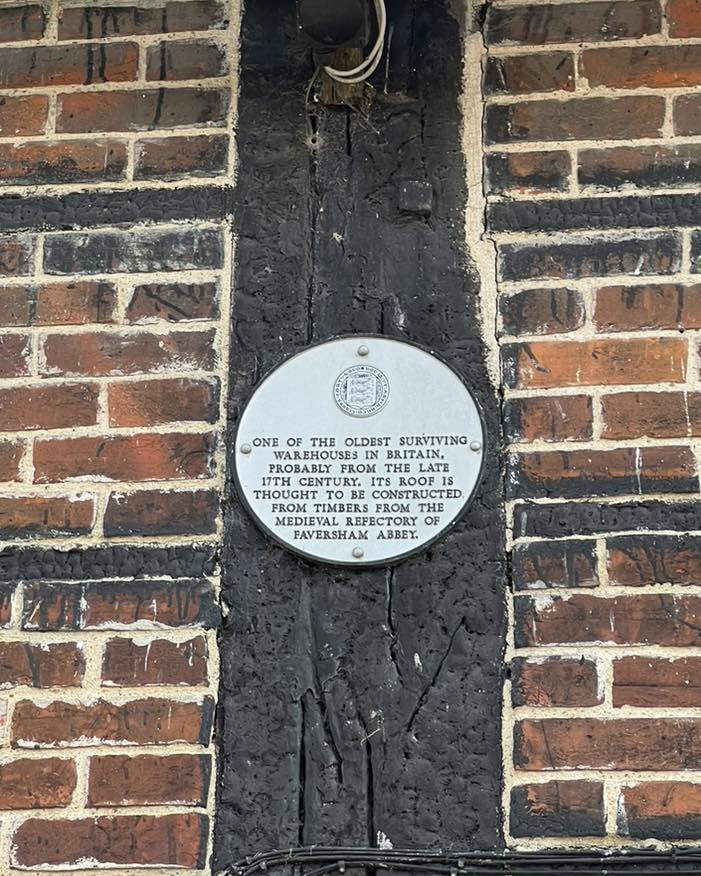 ONE OF THE OLDEST SURVIVING
WAREHOUSES IN BRITAIN,
PROBABLY FROM THE LATE
17TH CENTURY. ITS ROOF IS
THOUGHT TO BE CONSTRUCTED
FROM TIMBERS FROM THE
MEDIEVAL REFECTORY OF
FAVERSHAM ABBEY.